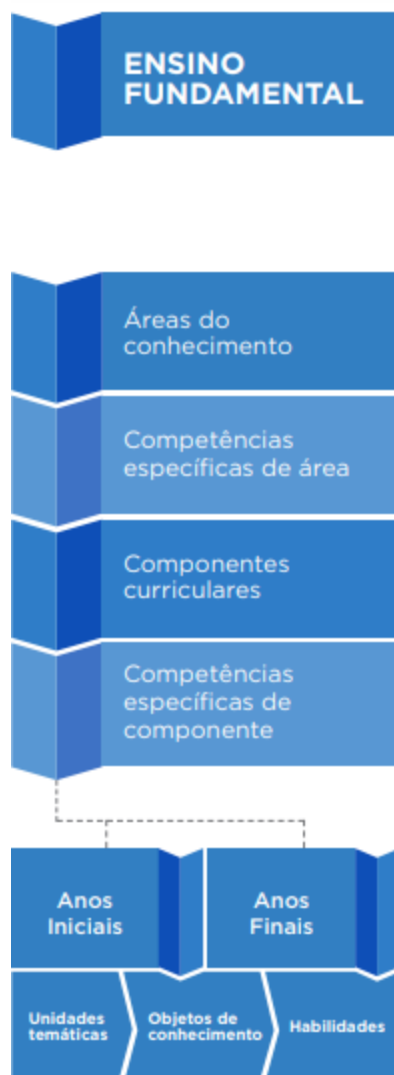 ENSINO
FUNDAMENTAL
Áreas do
conhecimento
Competências
específicas de área
Componentes
curriculares
Competências
específicas de
componente
Anos
Iniciais
Anos
Finais
Unidades
temáticas
Objetos de
conhecimento
Habilidades